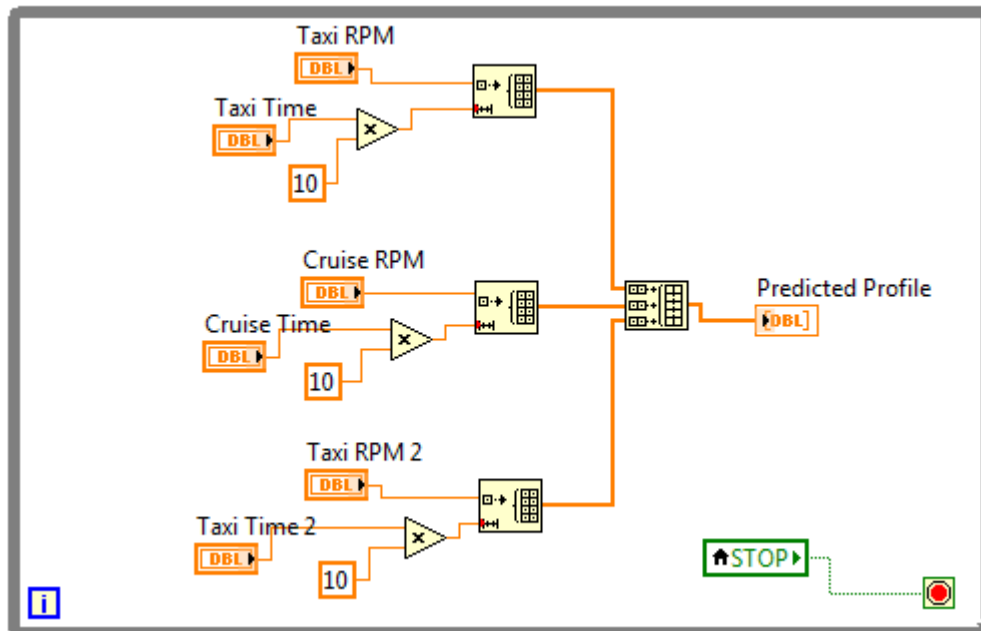 Taxi RPM
DBL
Taxi Time
DBL
×
10
Cruise RPM
DBL
Cruise Time
DBL
×
10
Predicted Profile
[DBL]
Taxi RPM 2
DBL
Taxi Time 2
DBL
×
10
STOP
i